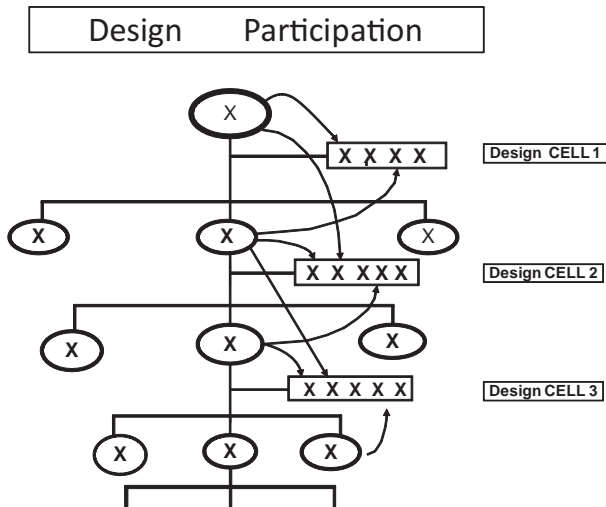 Design Participation
X
X X X X
Design CELL 1
X X X
X X X X X
Design CELL 2
X X X
X X X X X
Design CELL 3
X X X